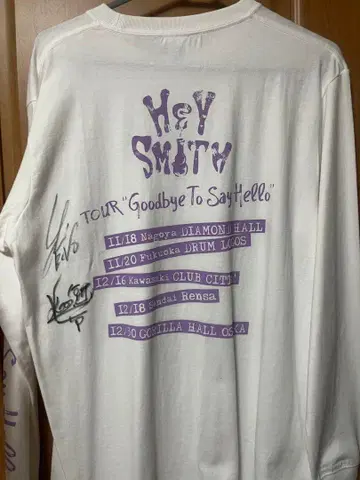 HEY
SMITH
TOUR "Goodbye To Say Hello"
11/18 Nagoya DIAMOND HALL
11/20 Fukuoka DRUM LOGOS
12/16 Kawasaki CLUB CITTA'
12/18 Sendai Rensa
12/30 GORILLA HALL OSAKA